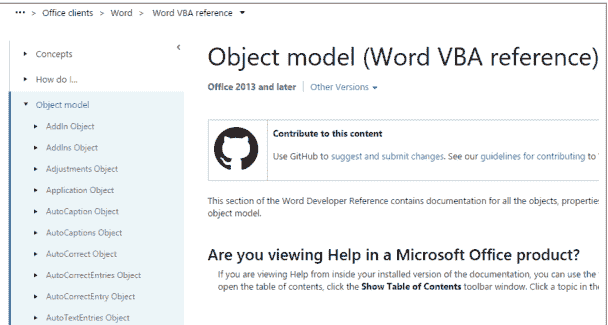 ••• > Office clients > Word > Word VBA reference
Concepts
How do I...
Object model
AddIn Object
AddIns Object
Adjustments Object
Application Object
AutoCaption Object
AutoCaptions Object
AutoCorrect Object
AutoCorrectEntries Object
AutoCorrectEntry Object
AutoTextEntries Object
Object model (Word VBA reference)
Office 2013 and later | Other Versions
Contribute to this content
Use GitHub to suggest and submit changes. See our guidelines for contributing to
This section of the Word Developer Reference contains documentation for all the objects, properties
object model.
Are you viewing Help in a Microsoft Office product?
If you are viewing Help from inside your installed version of the documentation, you can use the
open the table of contents, click the Show Table of Contents toolbar window. Click a topic in the